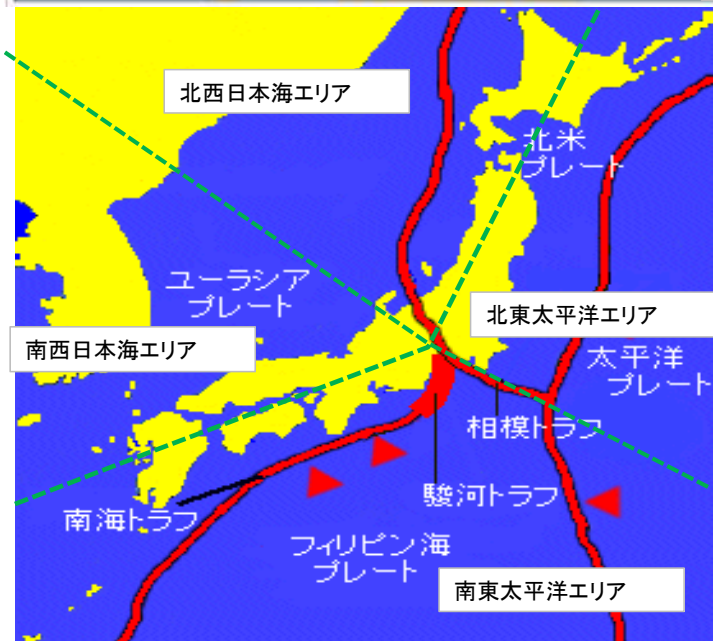 北西日本海エリア
北米
プレート
ユーラシア
プレート
北東太平洋エリア
南西日本海エリア
太平洋
プレート
相模トラフ
駿河トラフ
南海トラフ
フィリピン海
プレート
南東太平洋エリア